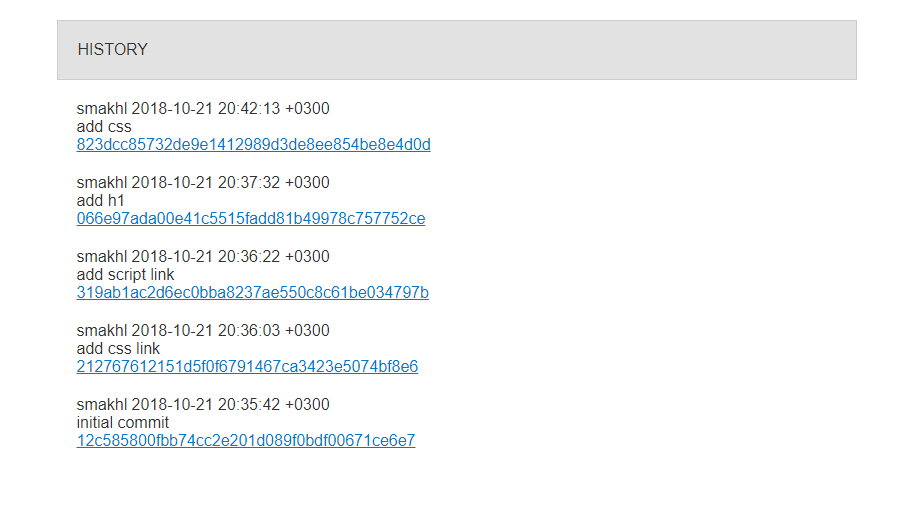 HISTORY
smakhl 2018-10-21 20:42:13 +0300
add css
823dcc85732de9e1412989d3de8ee854be8e4d0d
smakhl 2018-10-21 20:37:32 +0300
add h1
066e97ada00e41c5515fadd81b49978c757752ce
smakhl 2018-10-21 20:36:22 +0300
add script link
319ab1ac2d6ec0bba8237ae550c8c61be034797b
smakhl 2018-10-21 20:36:03 +0300
add css link
212767612151d5f0f6791467ca3423e5074bf8e6
smakhl 2018-10-21 20:35:42 +0300
initial commit
12c585800fbb74cc2e201d089f0bdf00671ce6e7